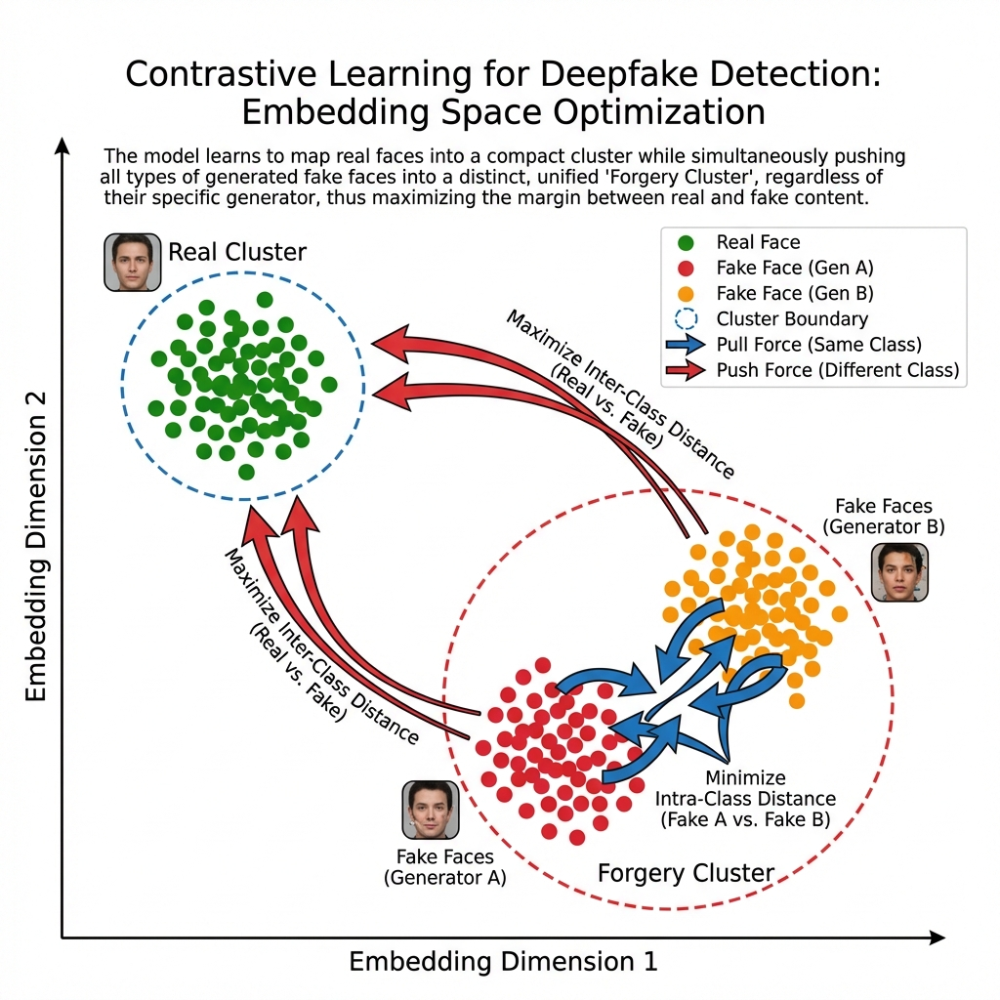 Contrastive Learning for Deepfake Detection:
Embedding Space Optimization
The model learns to map real faces into a compact cluster while simultaneously pushing
all types of generated fake faces into a distinct, unified 'Forgery Cluster', regardless of
their specific generator, thus maximizing the margin between real and fake content.
Real Cluster
Real Face
Fake Face (Gen A)
Fake Face (Gen B)
Cluster Boundary
Pull Force (Same Class)
Push Force (Different Class)
Maximize Inter-Class Distance
(Real vs. Fake)
Embedding Dimension 2
Fake Faces
(Generator B)
Maximize Inter-Class Distance
(Real vs. Fake)
Minimize
Intra-Class Distance
(Fake A vs. Fake B)
Fake Faces
(Generator A)
Forgery Cluster
Embedding Dimension 1